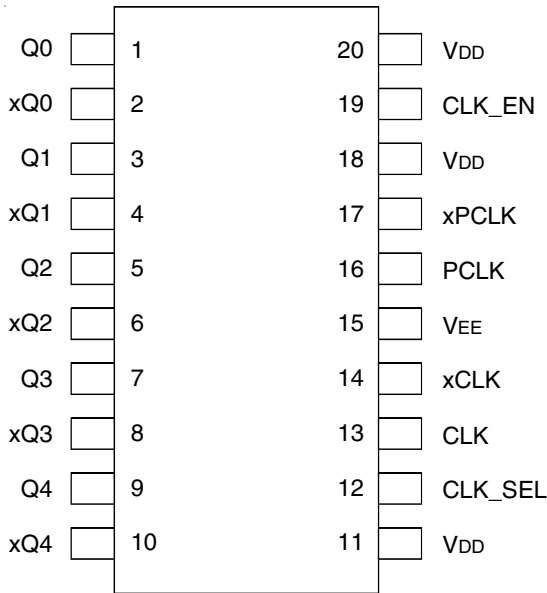 Q0 1 20 VDD
xQ0 2 19 CLK_EN
Q1 3 18 VDD
xQ1 4 17 xPCLK
Q2 5 16 PCLK
xQ2 6 15 VEE
Q3 7 14 xCLK
xQ3 8 13 CLK
Q4 9 12 CLK_SEL
xQ4 10 11 VDD